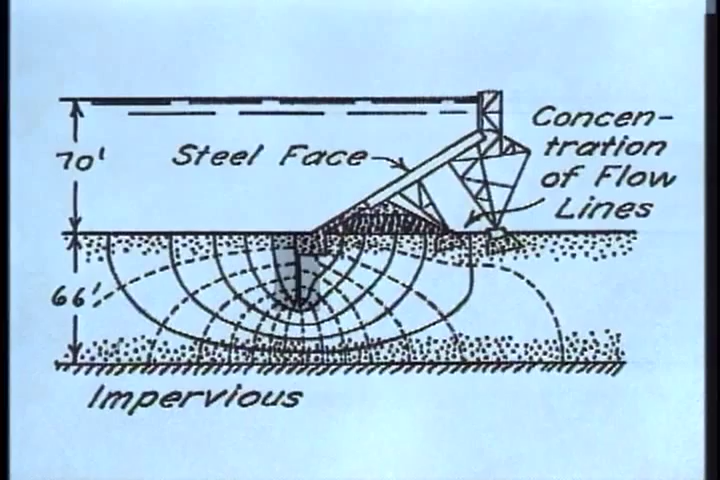 Concen-
tration
of Flow
Lines
70'
Steel Face
66'
Impervious